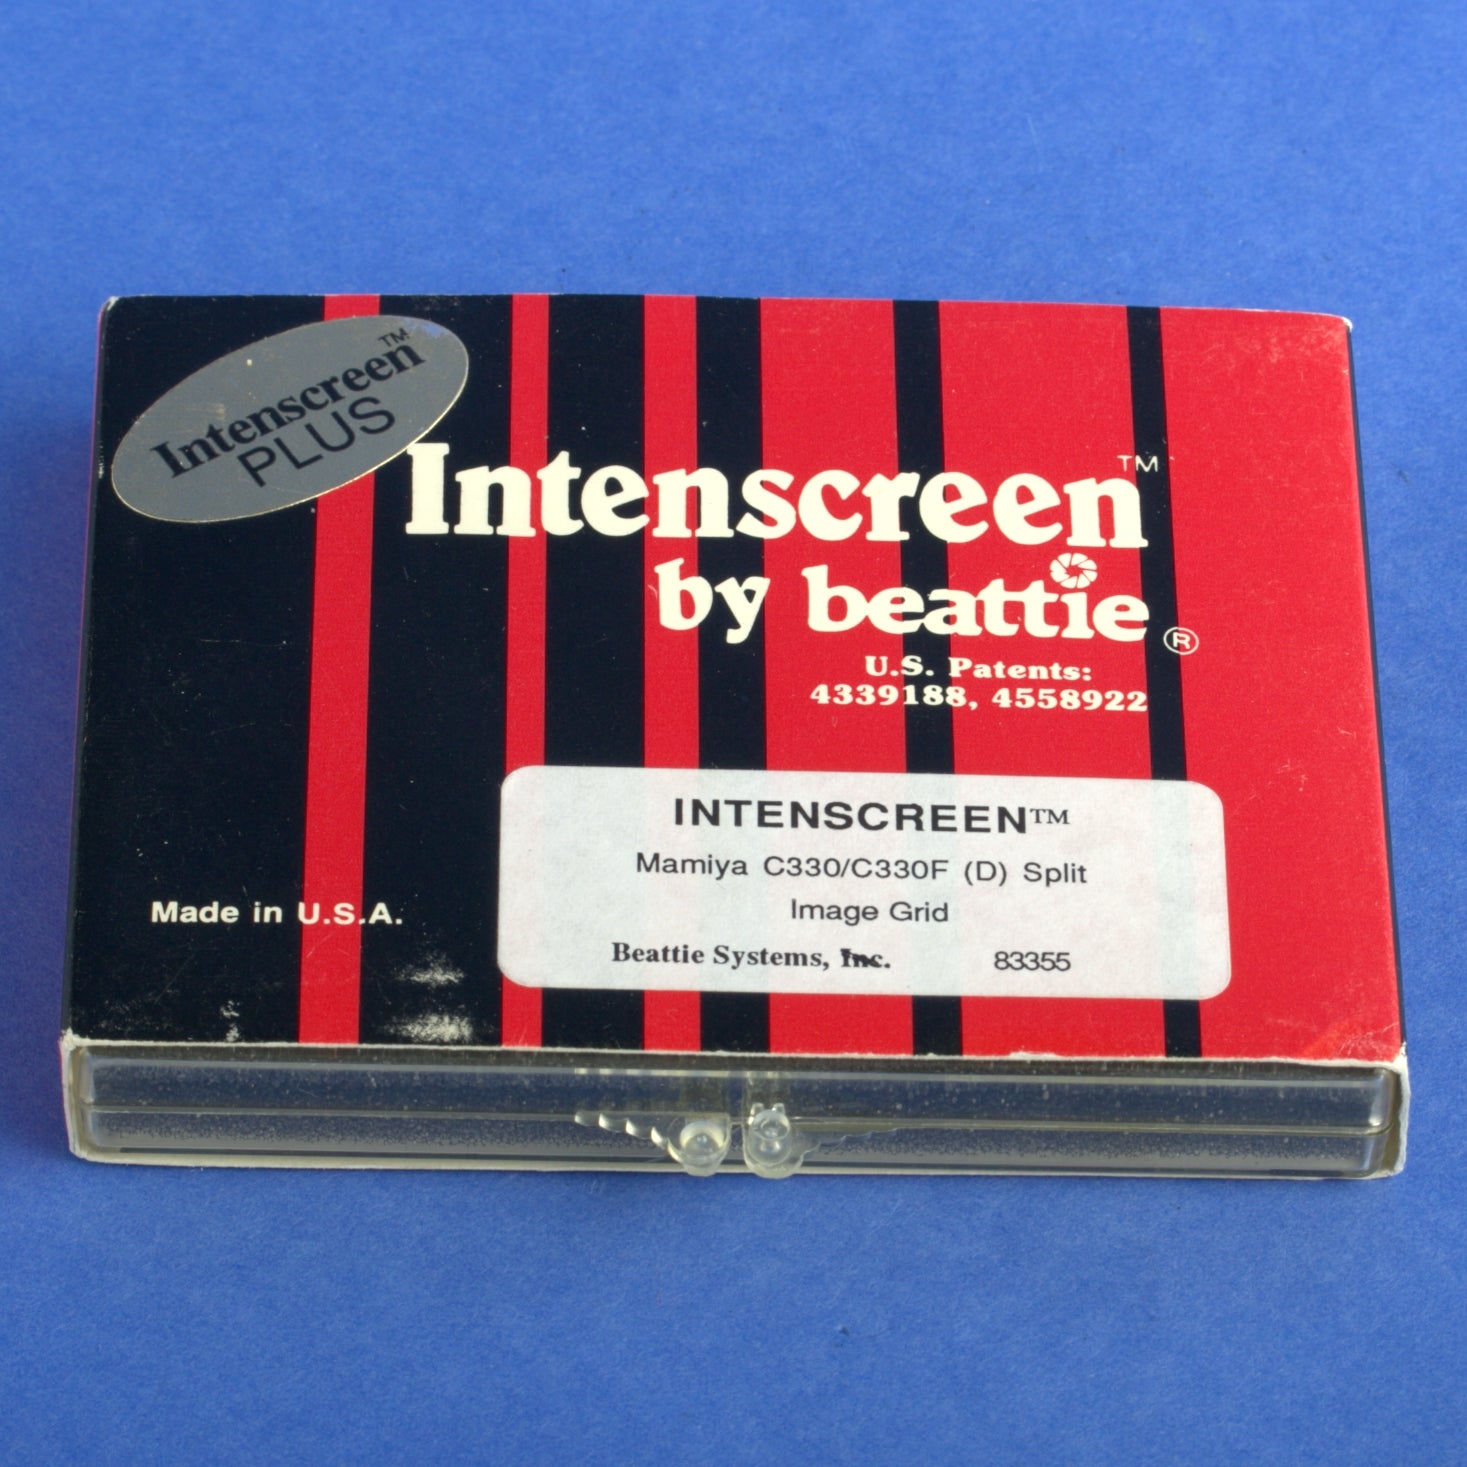 Intenscreen™
PLUS
Intenscreen™
by beattie®
U.S. Patents:
4339188, 4558922
INTENSCREEN™
Mamiya C330/C330F (D) Split
Image Grid
Beattie Systems, Inc. 83355
Made in U.S.A.